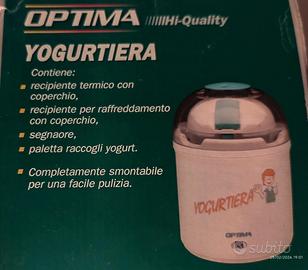 OPTIMA Hi-Quality
YOGURTIERA
Contiene:
recipiente termico con
coperchio,
recipiente per raffreddamento
con coperchio,
segnaore,
paletta raccogli yogurt.
Completamente smontabile
per una facile pulizia.
YOGURTIERA
OPTIMA
subito